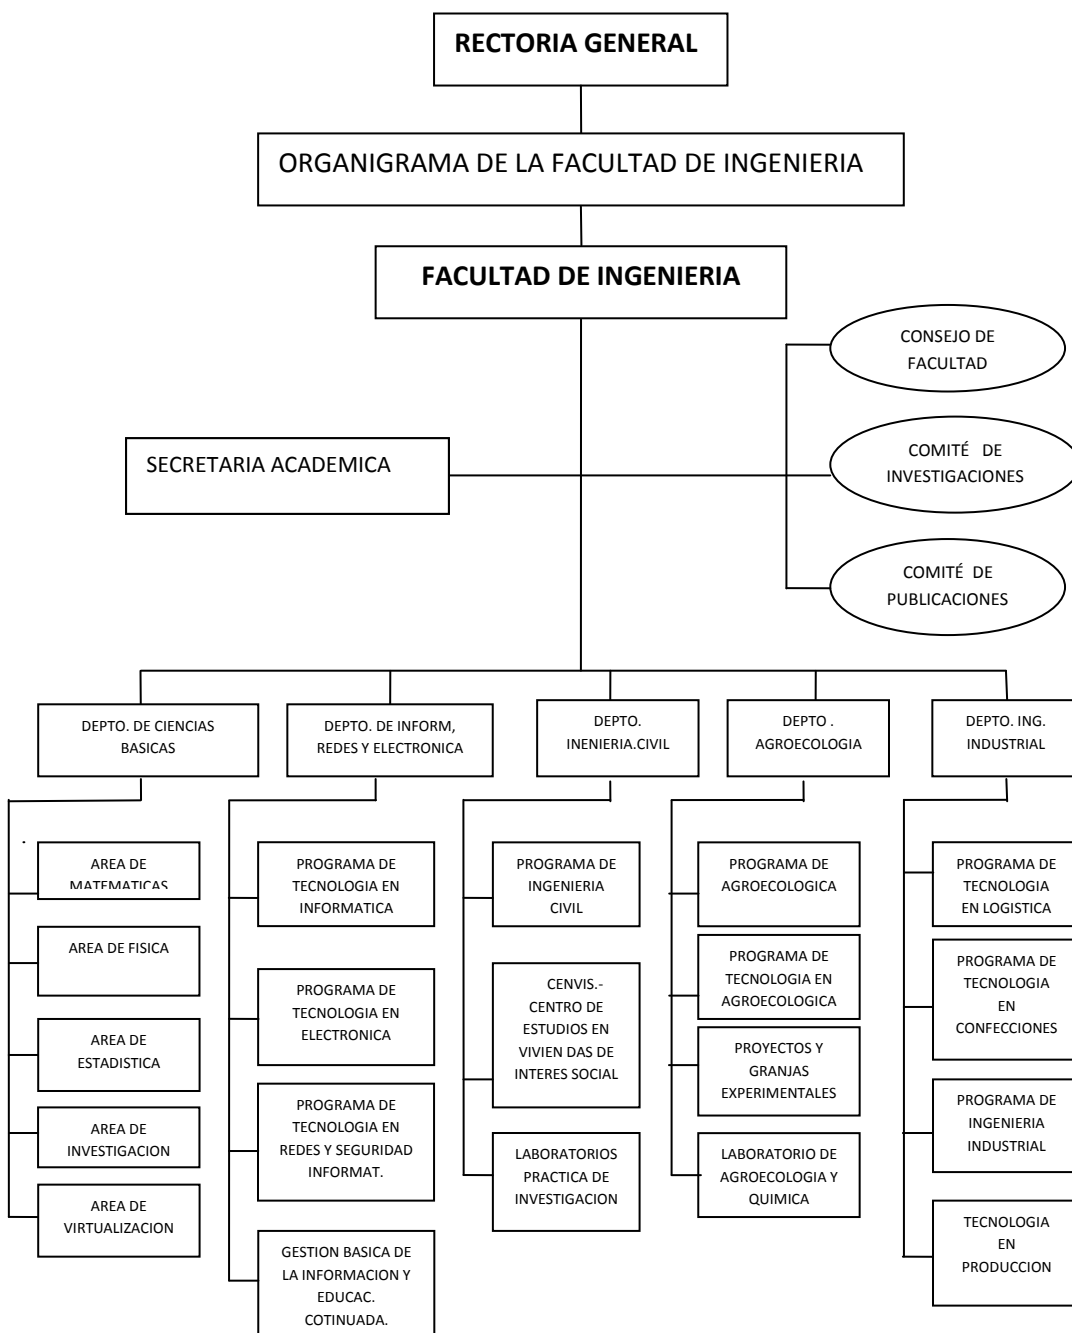 RECTORIA GENERAL
ORGANIGRAMA DE LA FACULTAD DE INGENIERIA
FACULTAD DE INGENIERIA
CONSEJO DE
FACULTAD
SECRETARIA ACADEMICA
COMITÉ DE
INVESTIGACIONES
COMITÉ DE
PUBLICACIONES
DEPTO. DE CIENCIAS
BASICAS
DEPTO. DE INFORM,
REDES Y ELECTRONICA
DEPTO.
INENIERIA.CIVIL
DEPTO .
AGROECOLOGIA
DEPTO. ING.
INDUSTRIAL
.
AREA DE
MATEMATICAS
AREA DE FISICA
AREA DE
ESTADISTICA
AREA DE
INVESTIGACION
AREA DE
VIRTUALIZACION
PROGRAMA DE
TECNOLOGIA EN
INFORMATICA
PROGRAMA DE
TECNOLOGIA EN
ELECTRONICA
PROGRAMA DE
TECNOLOGIA EN
REDES Y SEGURIDAD
INFORMAT.
GESTION BASICA DE
LA INFORMACION Y
EDUCAC.
COTINUADA.
PROGRAMA DE
INGENIERIA
CIVIL
CENVIS.-
CENTRO DE
ESTUDIOS EN
VIVIEN DAS DE
INTERES SOCIAL
LABORATORIOS
PRACTICA DE
INVESTIGACION
PROGRAMA DE
AGROECOLOGICA
PROGRAMA DE
TECNOLOGIA EN
AGROECOLOGICA
PROYECTOS Y
GRANJAS
EXPERIMENTALES
LABORATORIO DE
AGROECOLOGIA Y
QUIMICA
PROGRAMA DE
TECNOLOGIA
EN LOGISTICA
PROGRAMA DE
TECNOLOGIA
EN
CONFECCIONES
PROGRAMA DE
INGENIERIA
INDUSTRIAL
TECNOLOGIA
EN
PRODUCCION